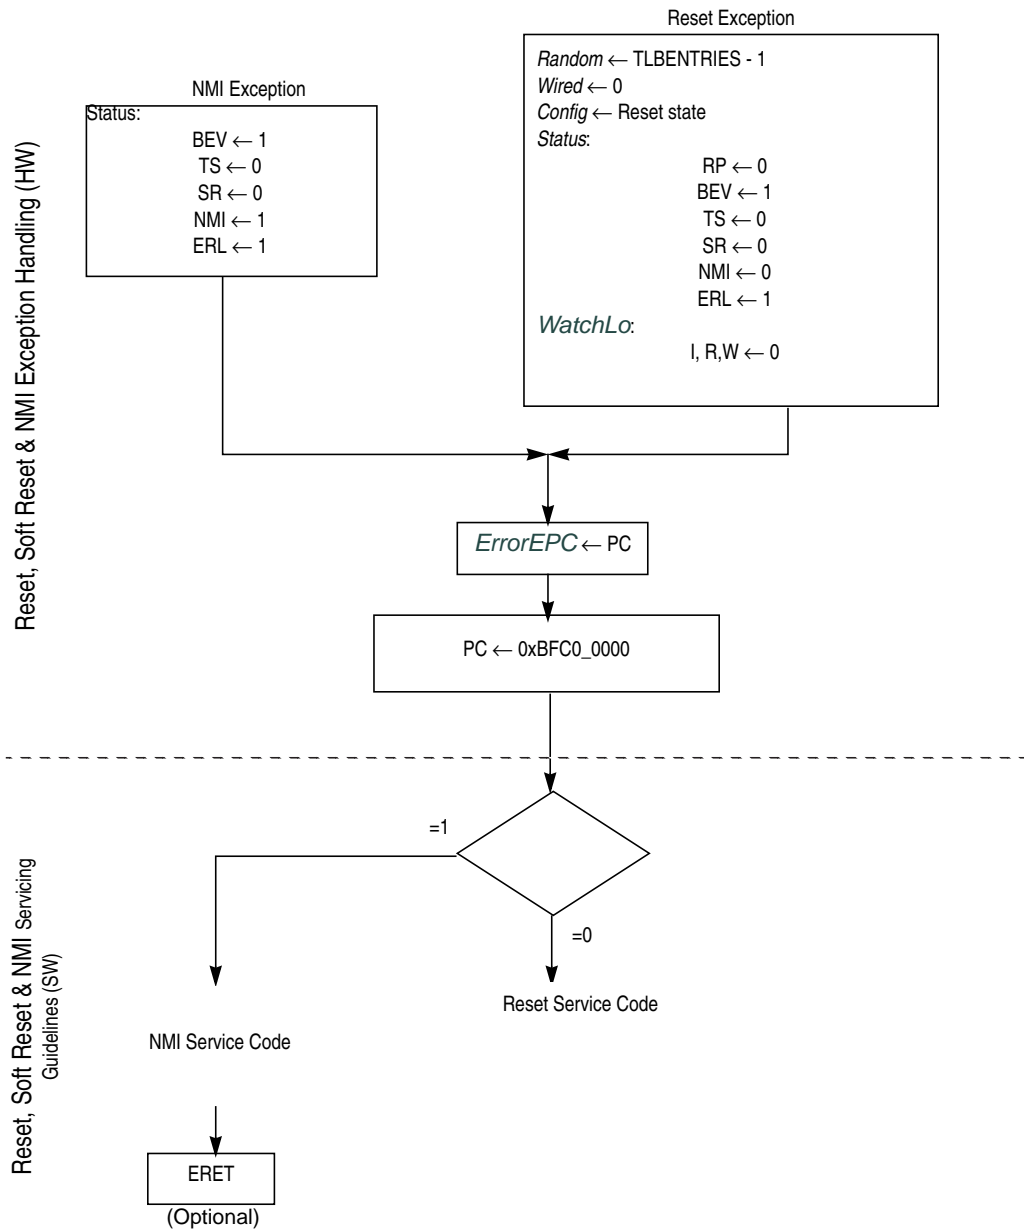 Reset Exception
Random ← TLBENTRIES - 1
Wired ← 0
Config ← Reset state
Status:
RP ← 0
BEV ← 1
TS ← 0
SR ← 0
NMI ← 0
ERL ← 1
WatchLo:
I, R,W ← 0
NMI Exception
Status:
BEV ← 1
TS ← 0
SR ← 0
NMI ← 1
ERL ← 1
Reset, Soft Reset & NMI Exception Handling (HW)
ErrorEPC ← PC
PC ← 0xBFC0_0000
=1
=0
Reset, Soft Reset & NMI Servicing
Guidelines (SW)
Reset Service Code
NMI Service Code
ERET
(Optional)